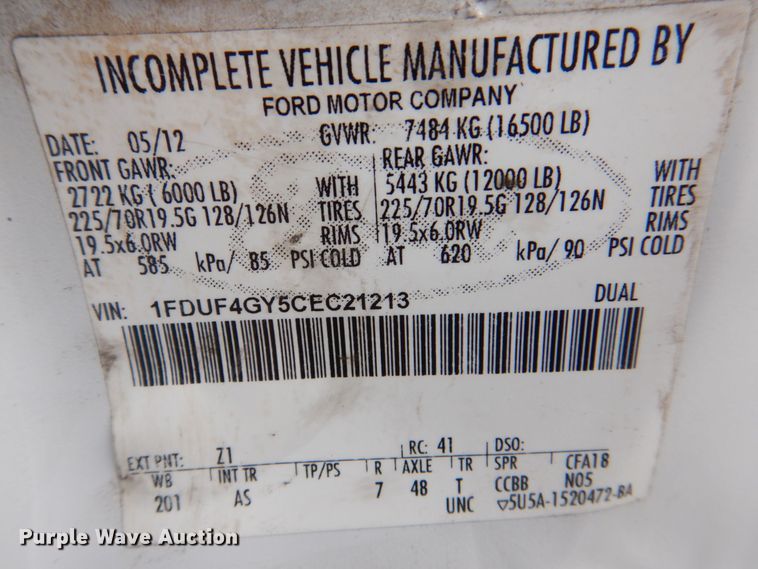 INCOMPLETE VEHICLE MANUFACTURED BY
FORD MOTOR COMPANY
DATE: 05/12 GVWR: 7484 KG (16500 LB)
FRONT GAWR: REAR GAWR:
2722 KG ( 6000 LB) WITH 5443 KG (12000 LB) WITH
225/70R19.5G 128/126N TIRES 225/70R19.5G 128/126N TIRES
19.5x6.0RW RIMS 19.5x6.0RW RIMS
AT 585 kPa/ 85 PSI COLD AT 620 kPa/ 90 PSI COLD
VIN: 1FDUF4GY5CEC21213 DUAL
EXT PNT: Z1 RC: 41 DSO:
WB INT TR TP/PS R AXLE TR SPR CFA18
201 AS 7 48 T CCBB N05
UNC ▽5U5A-1520472-BA
Purple Wave Auction